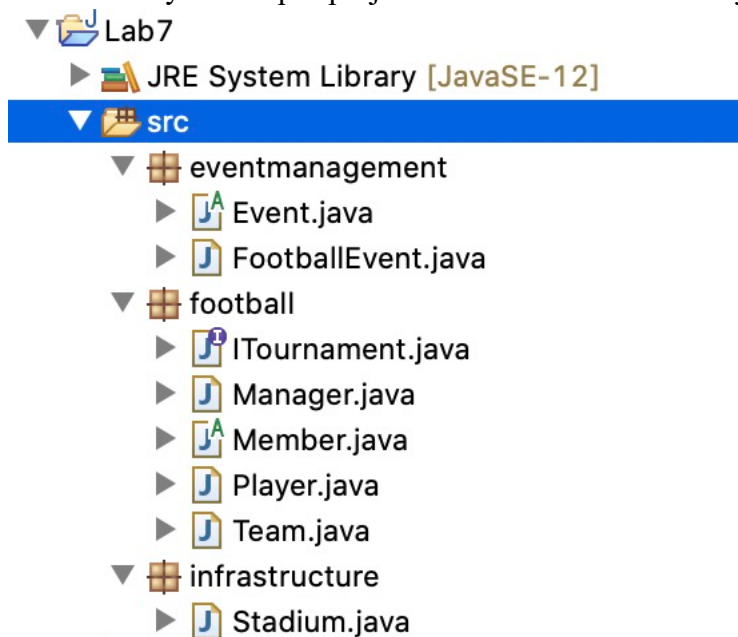 Lab7
JRE System Library [JavaSE-12]
src
eventmanagement
Event.java
FootballEvent.java
football
ITournament.java
Manager.java
Member.java
Player.java
Team.java
infrastructure
Stadium.java